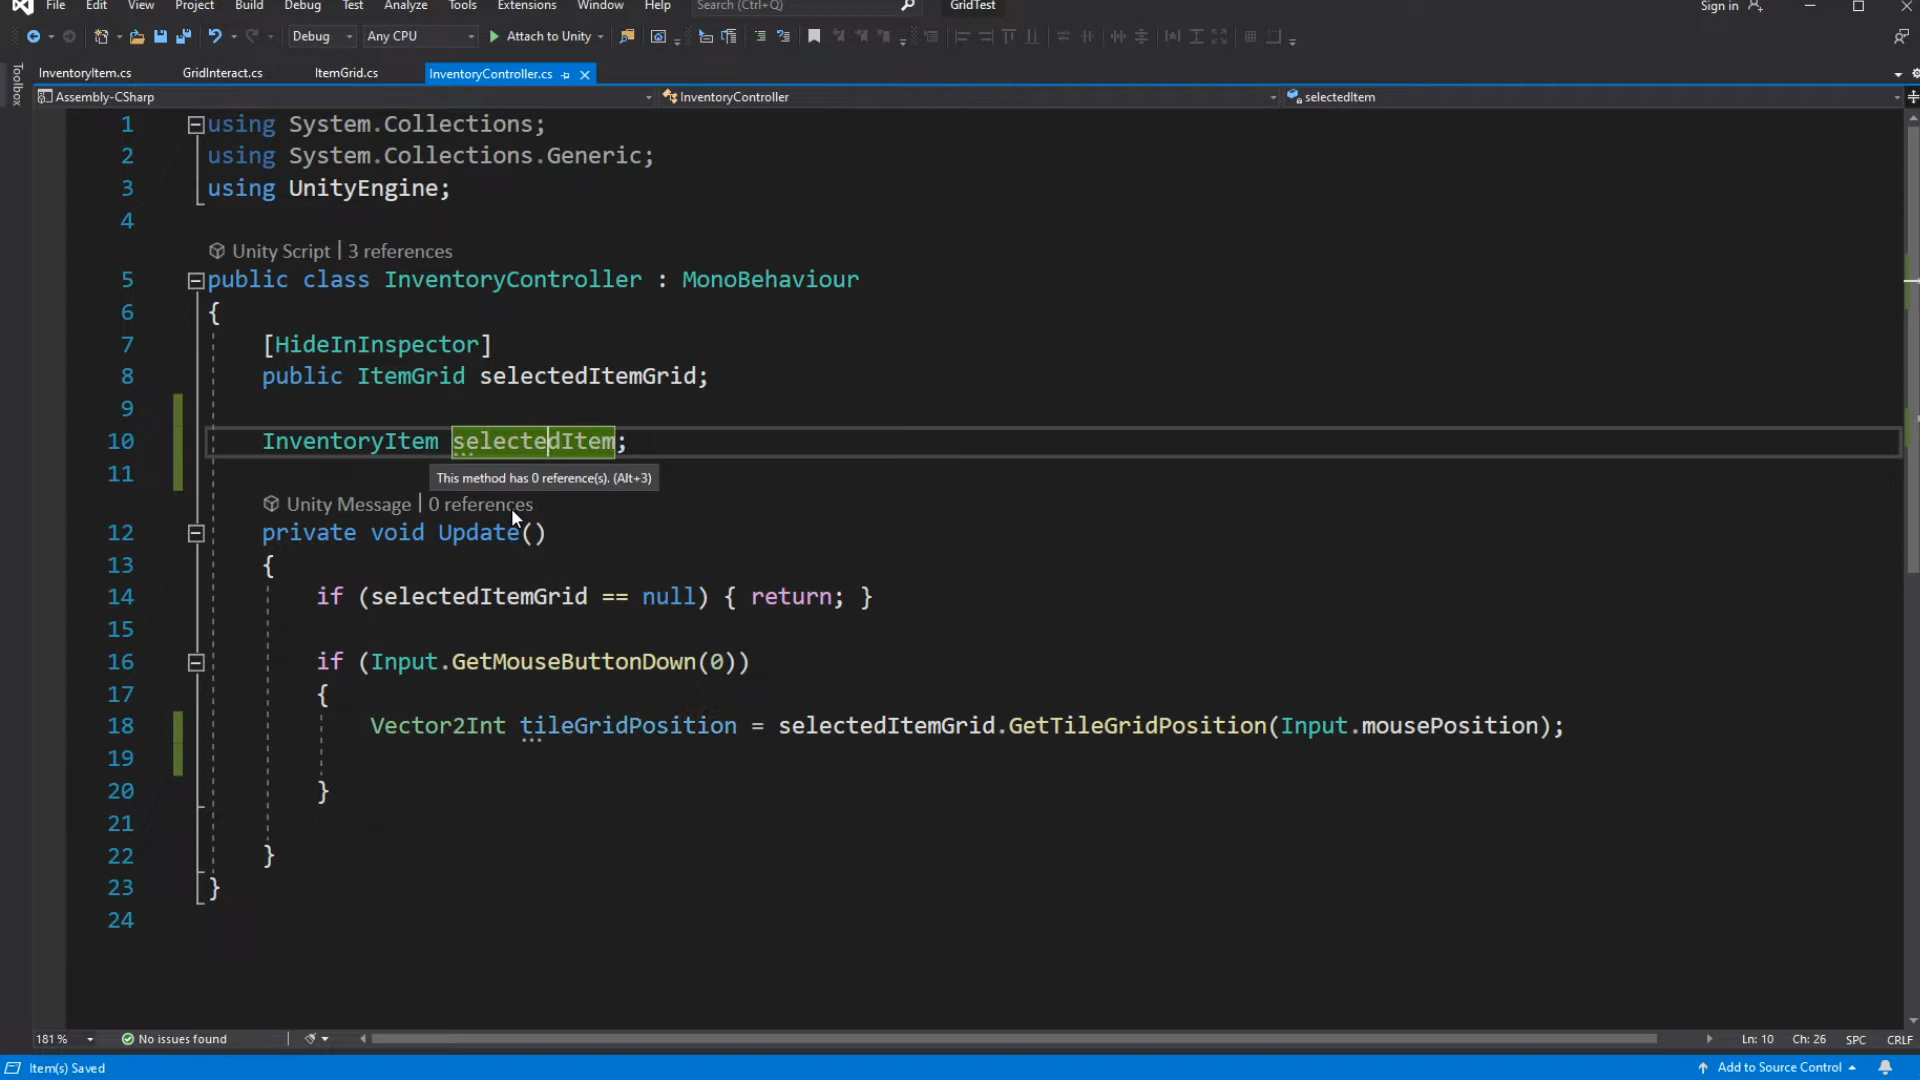 File Edit View Project Build Debug Test Analyze Tools Extensions Window Help Search (Ctrl+Q) GridTest Sign in
Debug Any CPU Attach to Unity
Toolbox
InventoryItem.cs GridInteract.cs ItemGrid.cs InventoryController.cs
Assembly-CSharp InventoryController selectedItem
1 using System.Collections;
2 using System.Collections.Generic;
3 using UnityEngine;
4
Unity Script | 3 references
5 public class InventoryController : MonoBehaviour
6 {
7 [HideInInspector]
8 public ItemGrid selectedItemGrid;
9
10 InventoryItem selectedItem;
This method has 0 reference(s). (Alt+3)
11
Unity Message | 0 references
12 private void Update()
13 {
14 if (selectedItemGrid == null) { return; }
15
16 if (Input.GetMouseButtonDown(0))
17 {
18 Vector2Int tileGridPosition = selectedItemGrid.GetTileGridPosition(Input.mousePosition);
19
20 }
21
22 }
23 }
24
181 % No issues found Ln: 10 Ch: 26 SPC CRLF
Item(s) Saved Add to Source Control